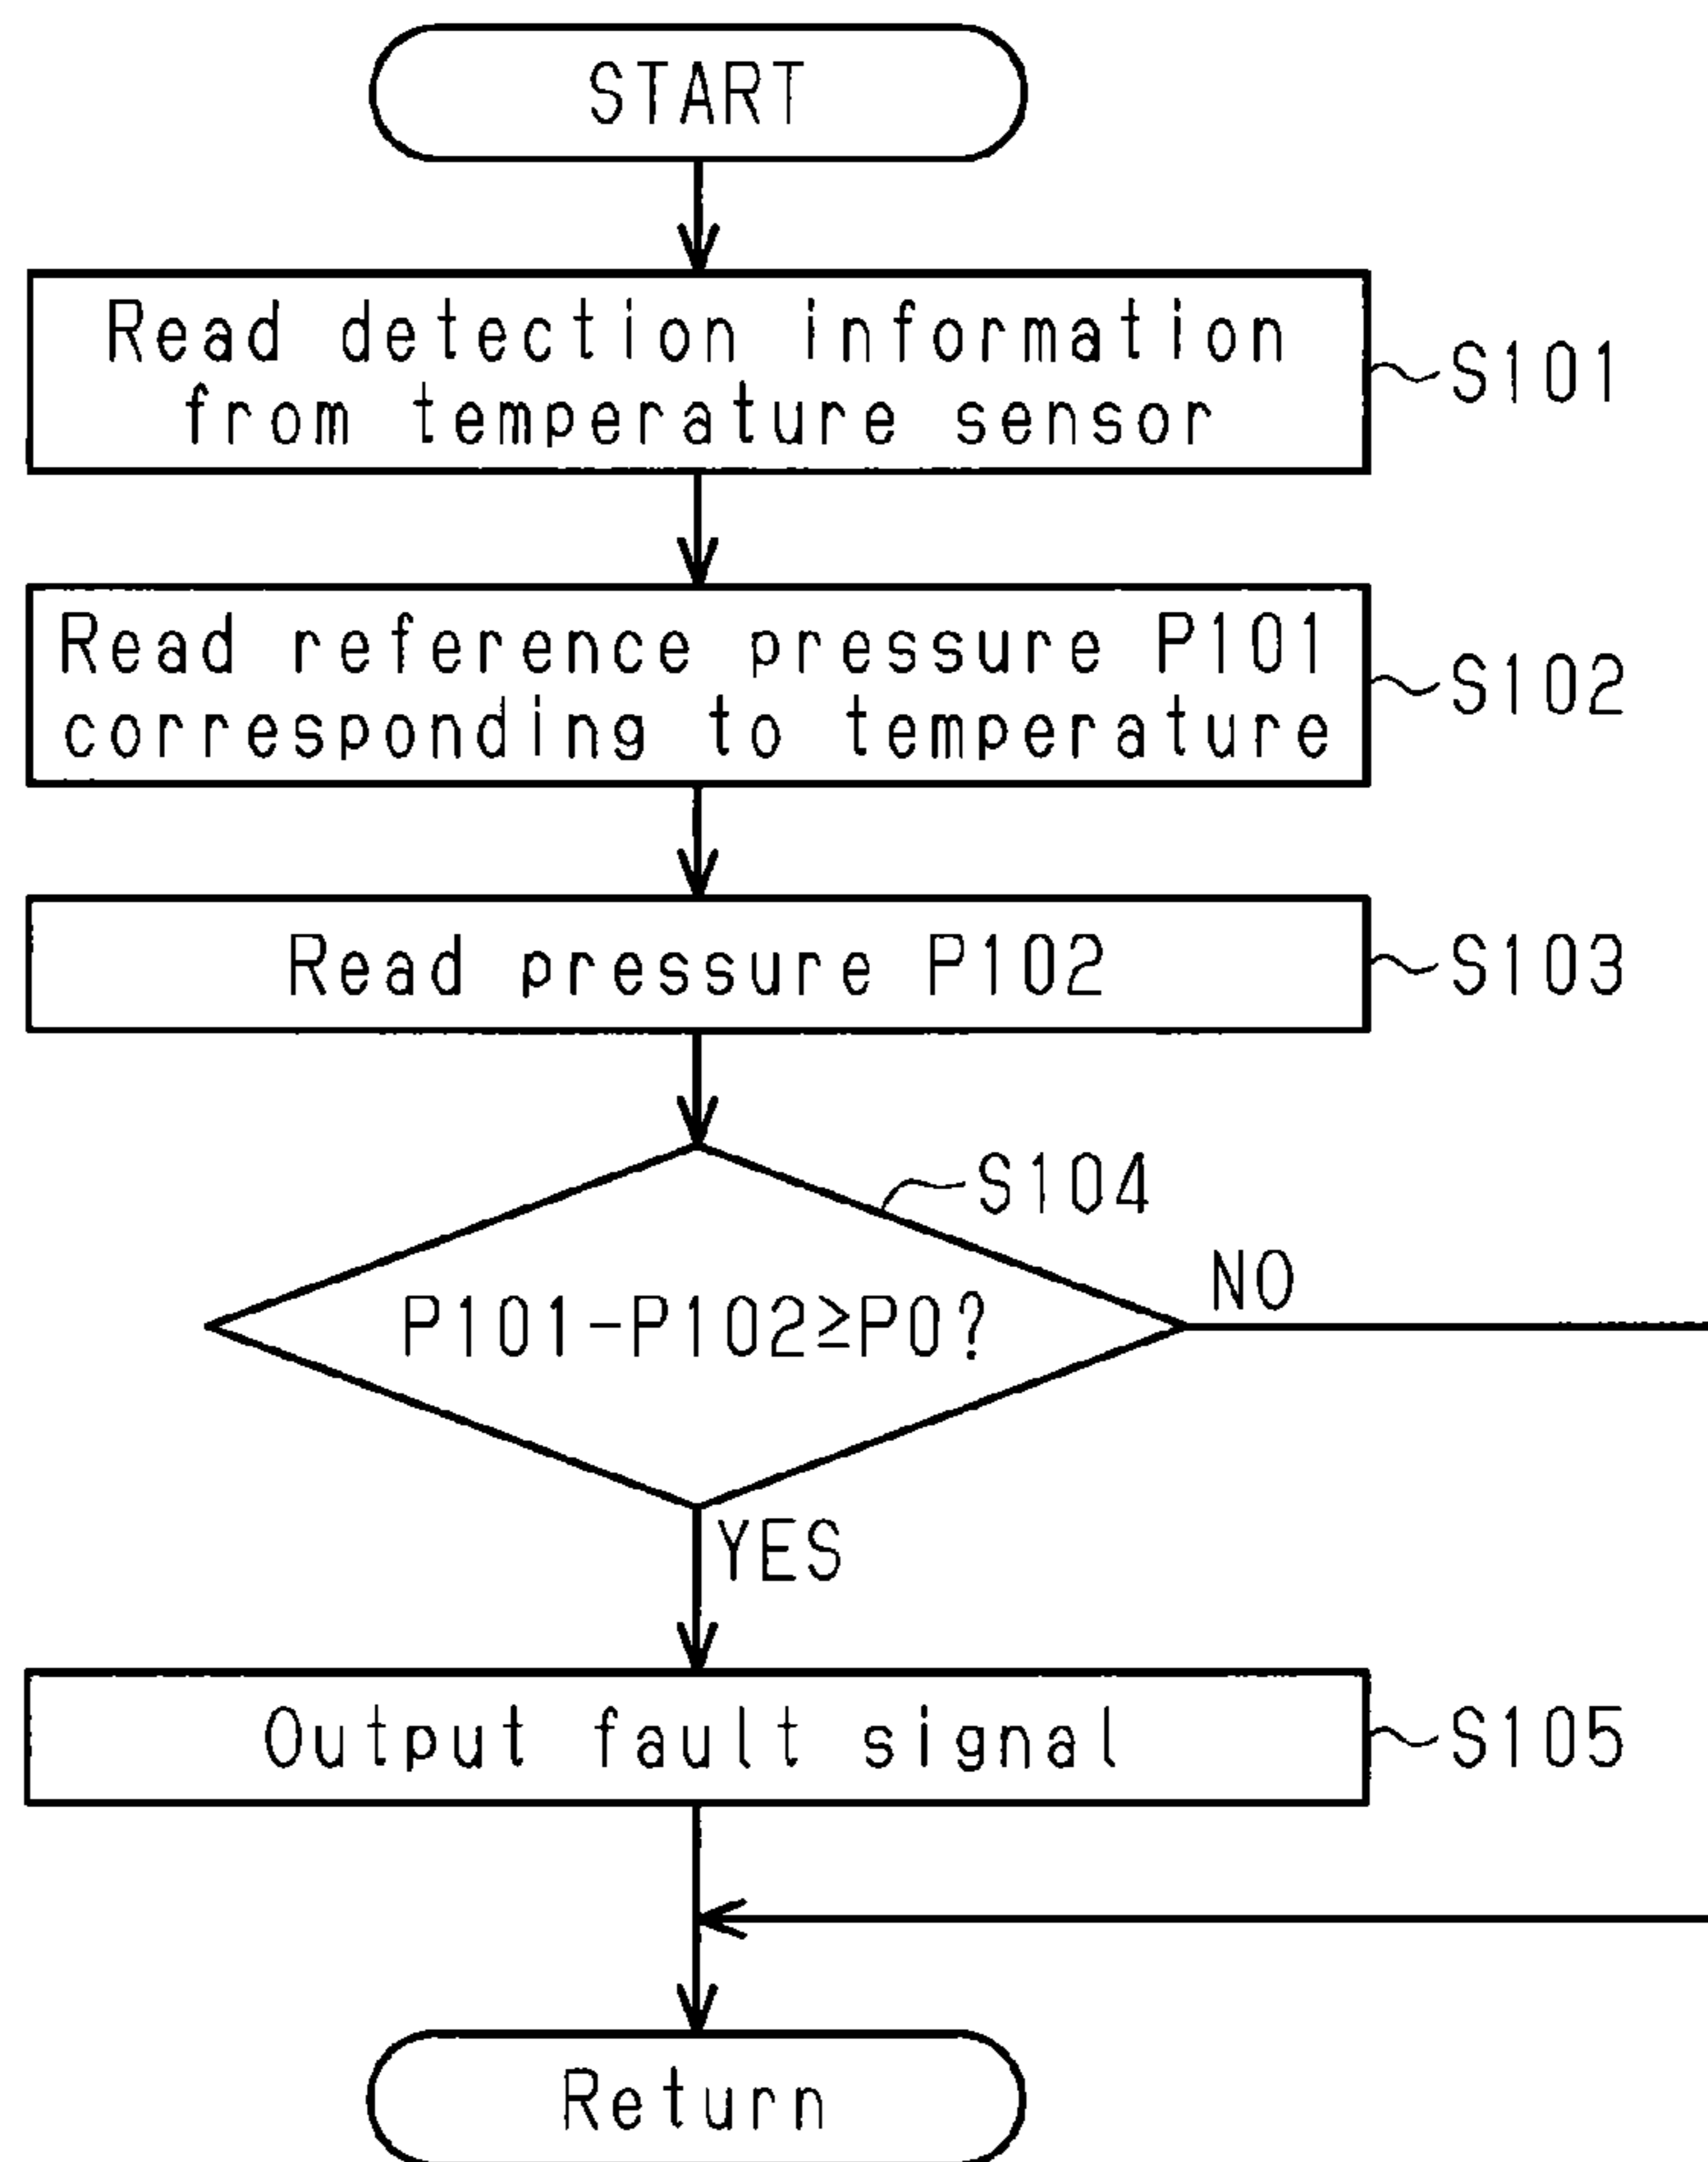 START
Read detection information
from temperature sensor
S101
Read reference pressure P101
corresponding to temperature
S102
Read pressure P102
S103
S104
P101-P102≥P0?
NO
YES
Output fault signal
S105
Return